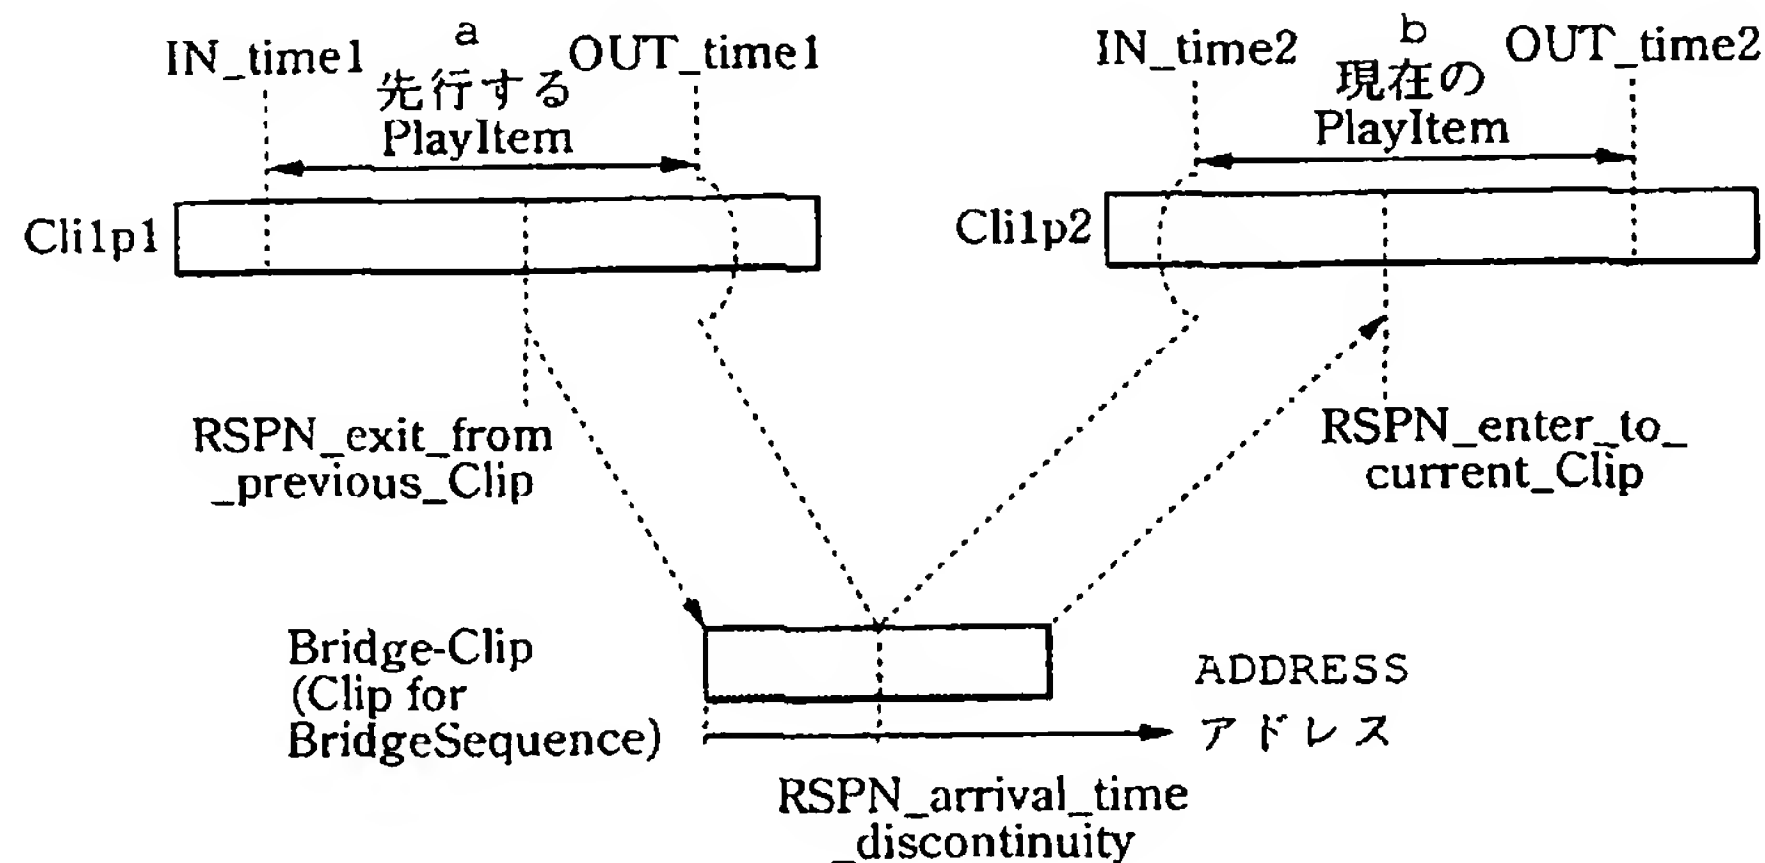 IN_time1
a
先行する
PlayItem
OUT_time1
IN_time2
b
現在の
PlayItem
OUT_time2
Cli1p1
Cli1p2
RSPN_exit_from
_previous_Clip
RSPN_enter_to_
current_Clip
Bridge-Clip
(Clip for
BridgeSequence)
ADDRESS
アドレス
RSPN_arrival_time
_discontinuity